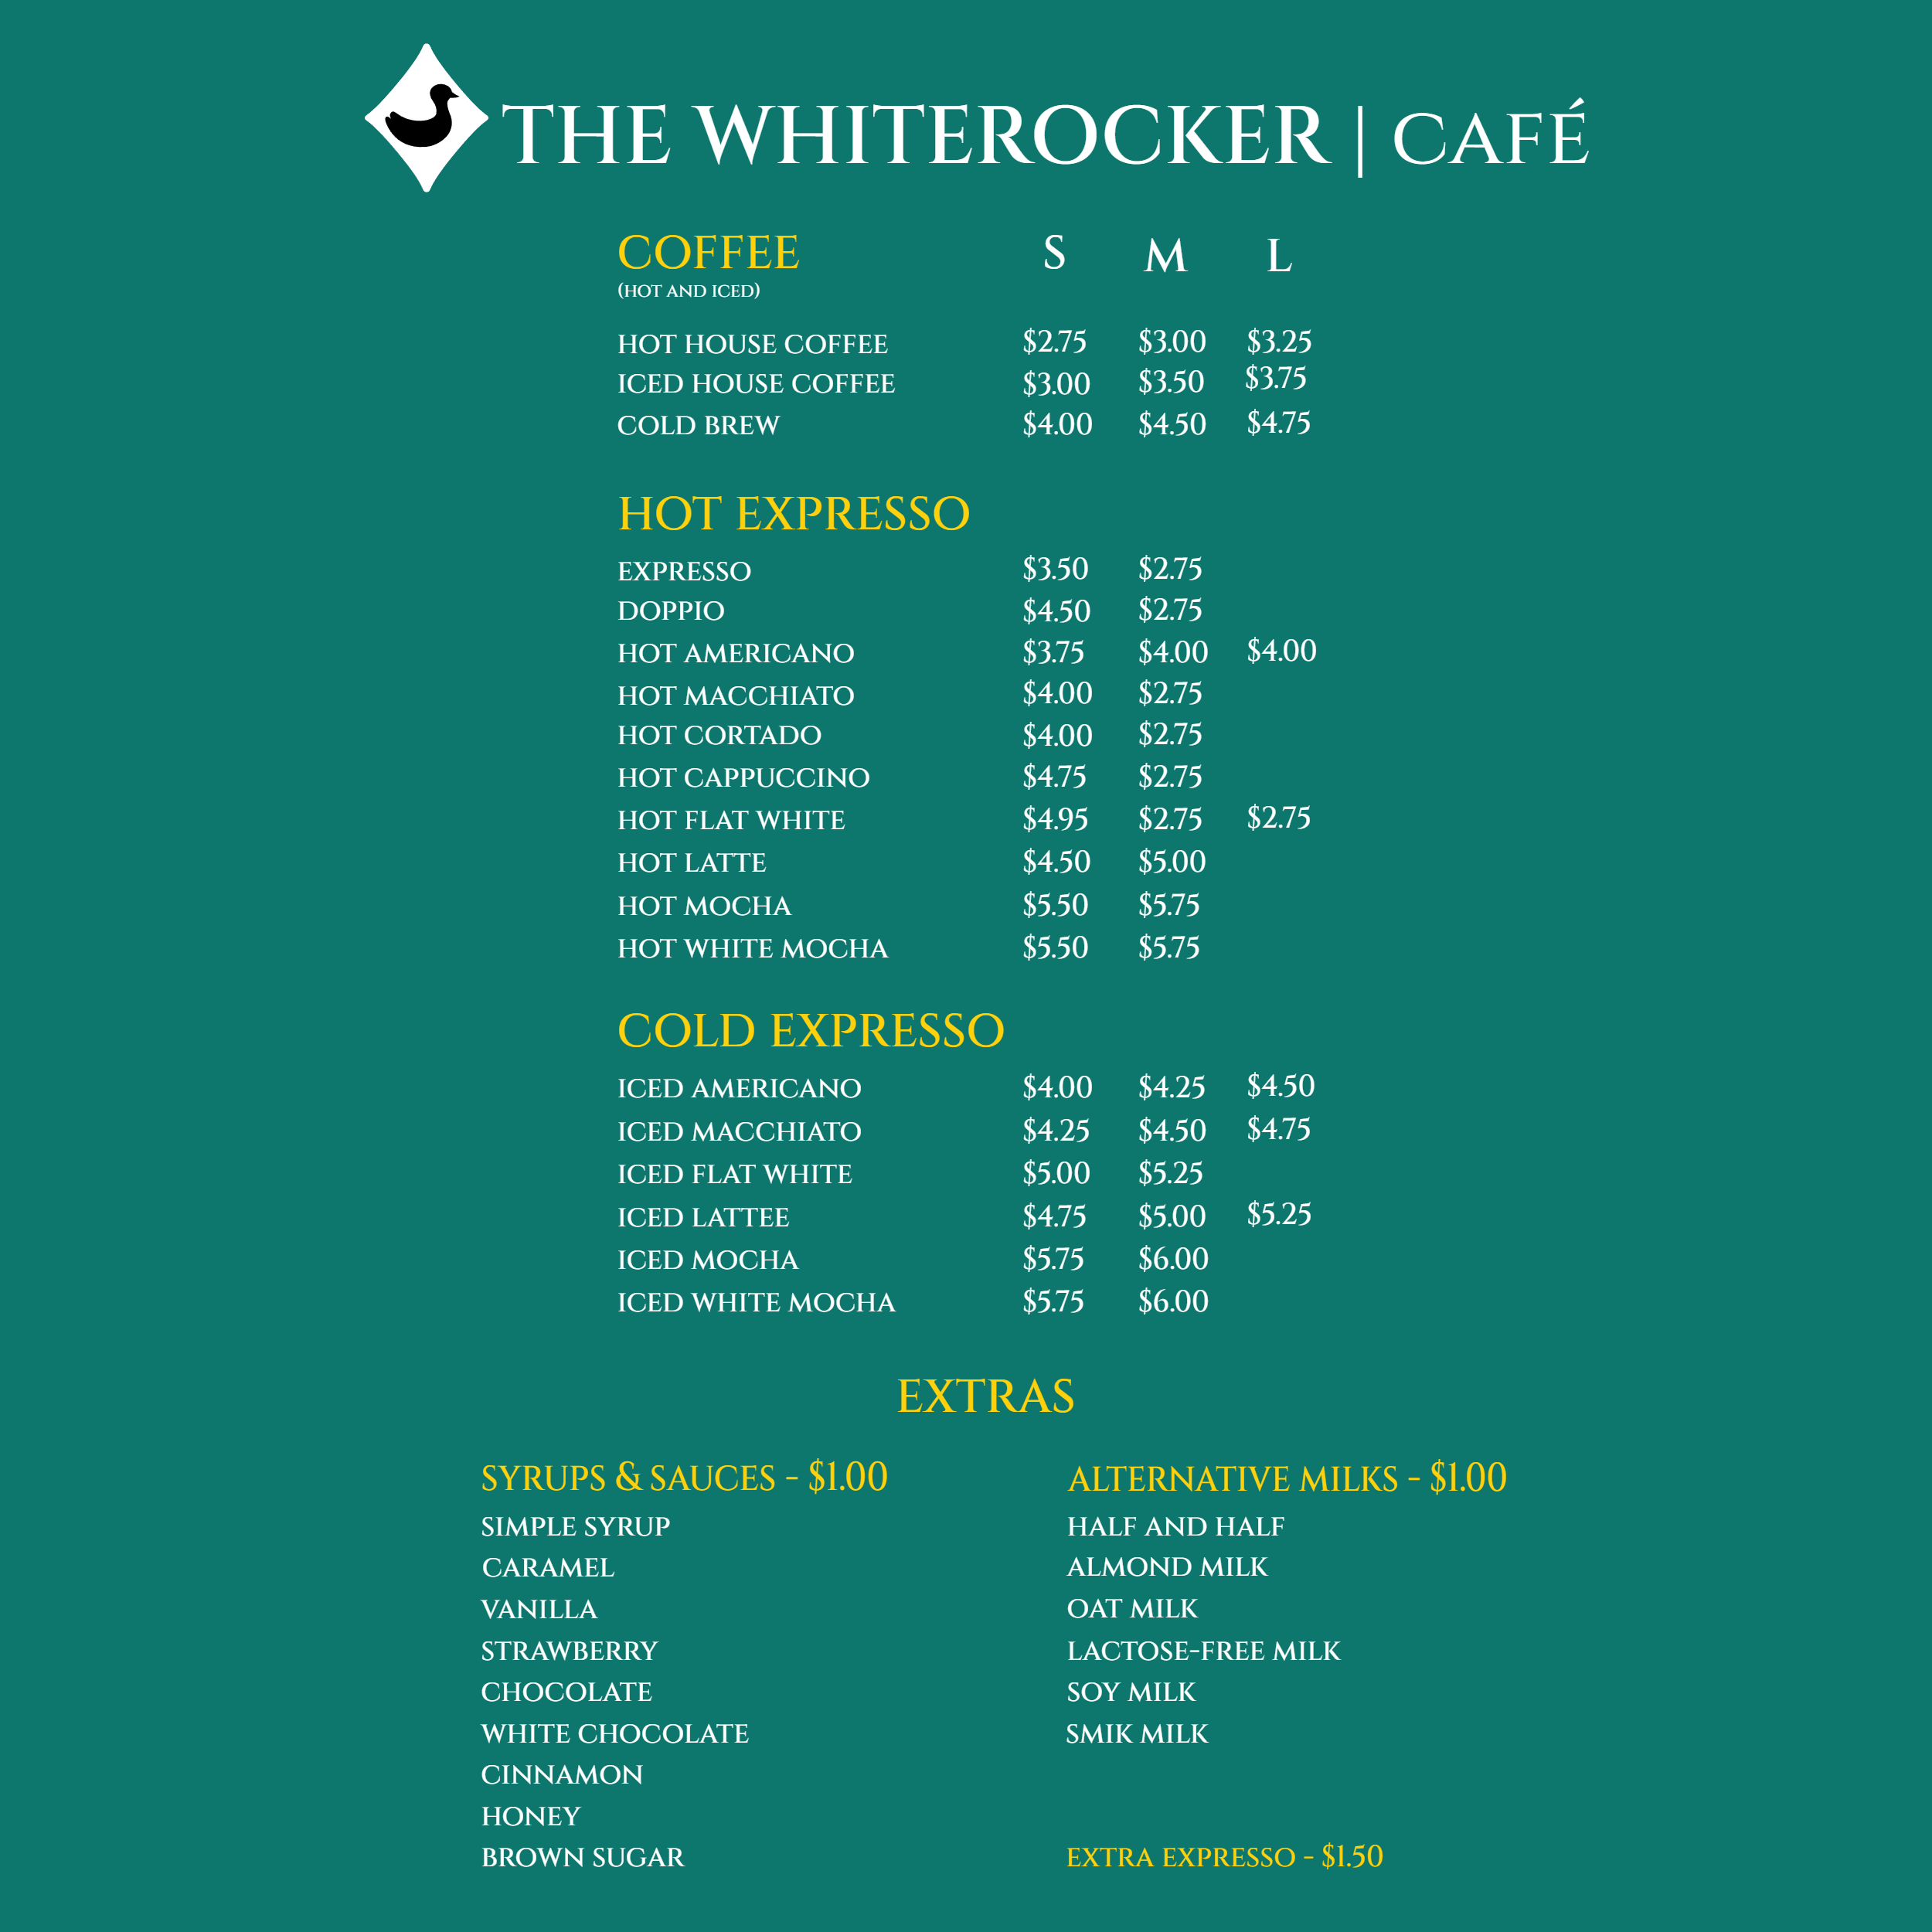 THE WHITEROCKER | CAFÉ
COFFEE S M L
(HOT AND ICED)
HOT HOUSE COFFEE $2.75 $3.00 $3.25
ICED HOUSE COFFEE $3.00 $3.50 $3.75
COLD BREW $4.00 $4.50 $4.75
HOT EXPRESSO
EXPRESSO $3.50 $2.75
DOPPIO $4.50 $2.75
HOT AMERICANO $3.75 $4.00 $4.00
HOT MACCHIATO $4.00 $2.75
HOT CORTADO $4.00 $2.75
HOT CAPPUCCINO $4.75 $2.75
HOT FLAT WHITE $4.95 $2.75 $2.75
HOT LATTE $4.50 $5.00
HOT MOCHA $5.50 $5.75
HOT WHITE MOCHA $5.50 $5.75
COLD EXPRESSO
ICED AMERICANO $4.00 $4.25 $4.50
ICED MACCHIATO $4.25 $4.50 $4.75
ICED FLAT WHITE $5.00 $5.25
ICED LATTEE $4.75 $5.00 $5.25
ICED MOCHA $5.75 $6.00
ICED WHITE MOCHA $5.75 $6.00
EXTRAS
SYRUPS & SAUCES - $1.00
SIMPLE SYRUP
CARAMEL
VANILLA
STRAWBERRY
CHOCOLATE
WHITE CHOCOLATE
CINNAMON
HONEY
BROWN SUGAR
ALTERNATIVE MILKS - $1.00
HALF AND HALF
ALMOND MILK
OAT MILK
LACTOSE-FREE MILK
SOY MILK
SMIK MILK
EXTRA EXPRESSO - $1.50